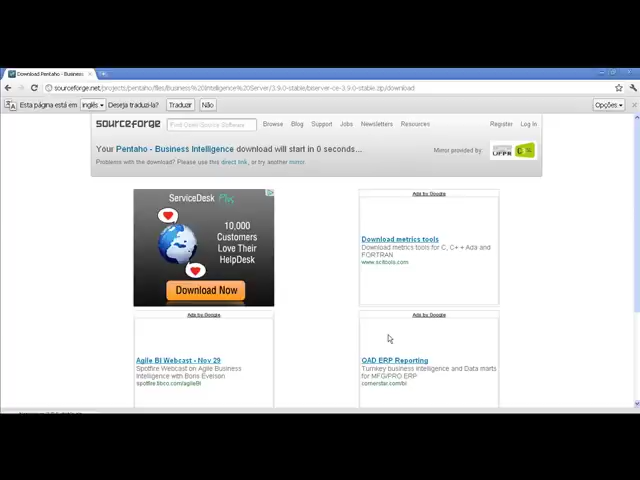 Download Pentaho - Business
sourceforge.net/projects/pentaho/files/Business%20Intelligence%20Server/3.9.0-stable/biserver-ce-3.9.0-stable.zip/download
Esta página está em Inglês Deseja traduzi-la? Traduzir Não Opções
sourceforge Find Open Source Software Browse Blog Support Jobs Newsletters Resources Register Log In
Your Pentaho - Business Intelligence download will start in 0 seconds... Mirror provided by:
Problems with the download? Please use this direct link, or try another mirror. UFPR
ServiceDesk
10,000
Customers
Love Their
HelpDesk
Download Now
Ads by Google
Download metrics tools
Download metrics tools for C, C++ Ada and
FORTRAN
www.scitools.com
Ads by Google
Agile BI Webcast - Nov 29
Spotfire Webcast on Agile Business
Intelligence with Boris Evelson
spotfire.tibco.com/agileBI
Ads by Google
QAD ERP Reporting
Turnkey business intelligence and Data marts
for MFG/PRO ERP
cornerstar.com/bi